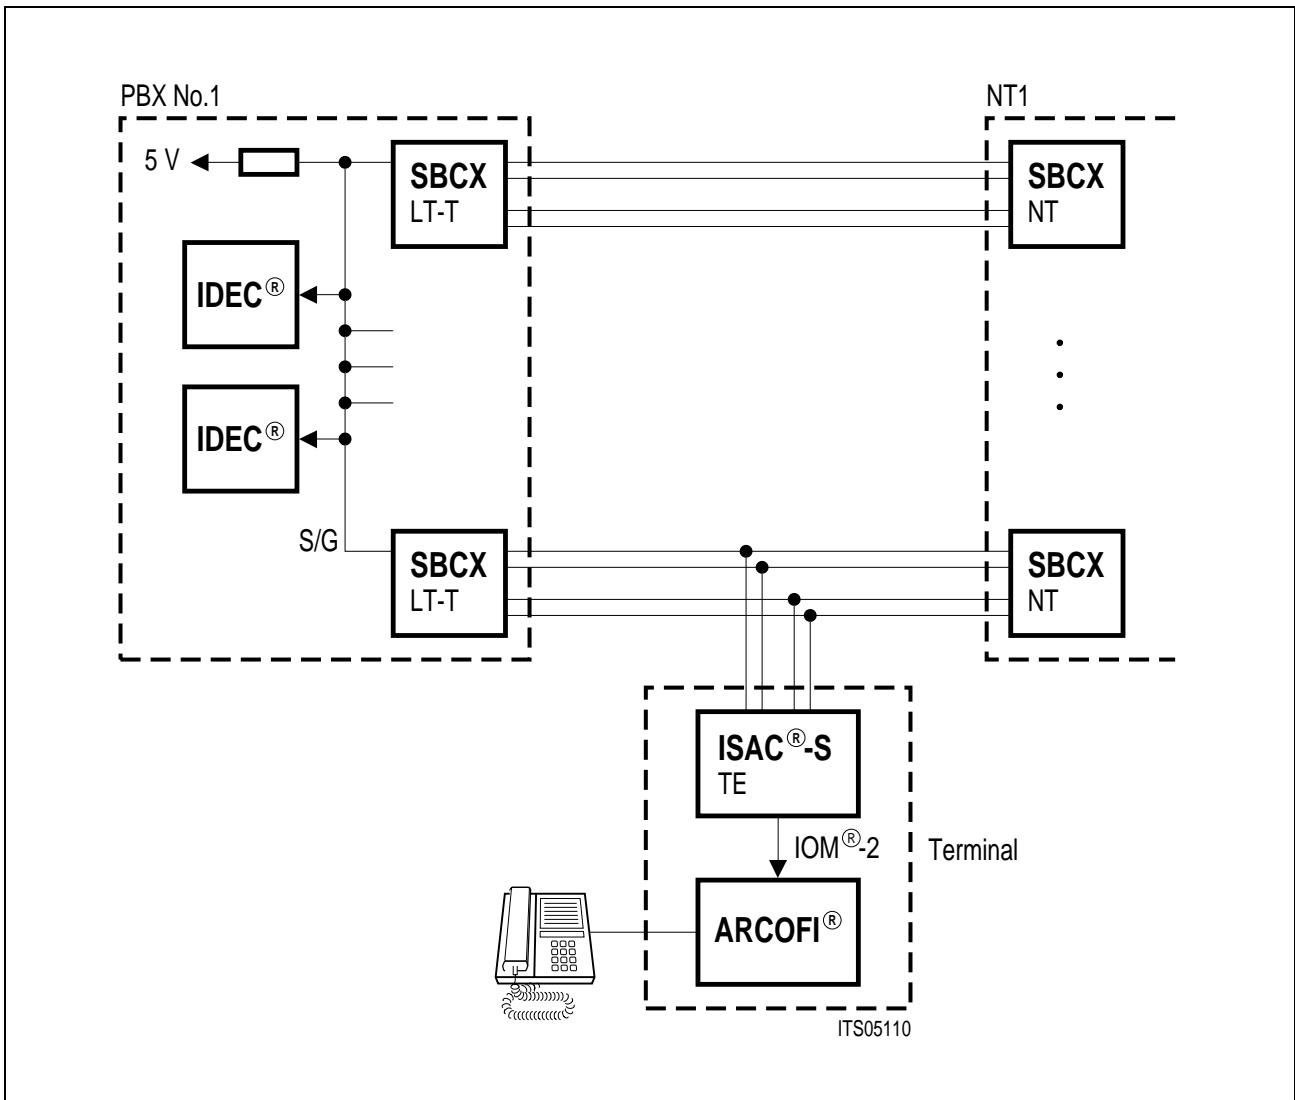 PBX No.1
NT1
5 V
SBCX
LT-T
SBCX
NT
IDEC®
IDEC®
S/G
SBCX
LT-T
SBCX
NT
ISAC®-S
TE
IOM®-2
Terminal
ARCOFI®
ITS05110